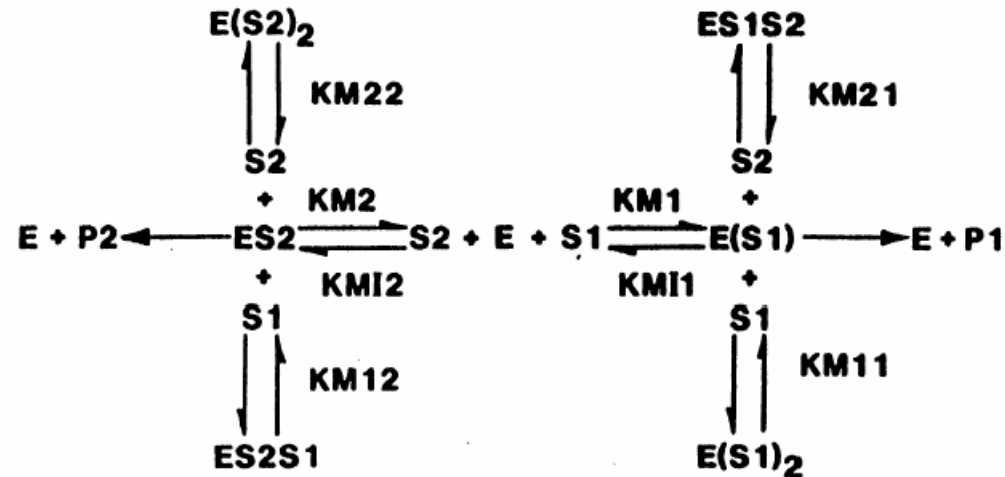 E(S2)₂ ES1S2
KM22 KM21
S2 S2
+ KM2 KM1 +
E + P2 ES2 S2 + E + S1 E(S1) E + P1
+ KMI2 KMI1 +
S1 S1
KM12 KM11
ES2S1 E(S1)₂